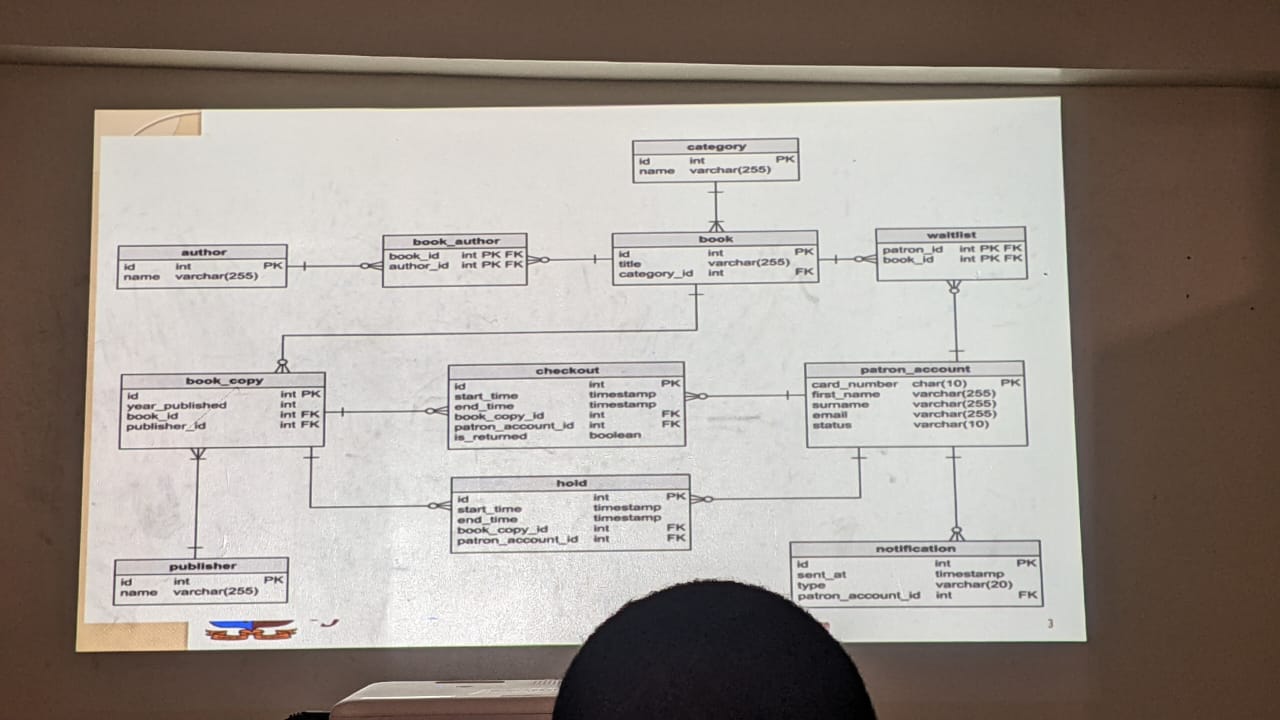 category
id int PK
name varchar(255)
author
id int PK
name varchar(255)
book_author
book_id int PK FK
author_id int PK FK
book
id int PK
title varchar(255)
category_id int FK
waitlist
patron_id int PK FK
book_id int PK FK
book_copy
id int PK
year_published int
book_id int FK
publisher_id int FK
checkout
id int PK
start_time timestamp
end_time timestamp
book_copy_id int FK
patron_account_id int FK
is_returned boolean
patron_account
card_number char(10) PK
first_name varchar(255)
surname varchar(255)
email varchar(255)
status varchar(10)
hold
id int PK
start_time timestamp
end_time timestamp
book_copy_id int FK
patron_account_id int FK
publisher
id int PK
name varchar(255)
notification
id int PK
sent_at timestamp
type varchar(20)
patron_account_id int FK
3